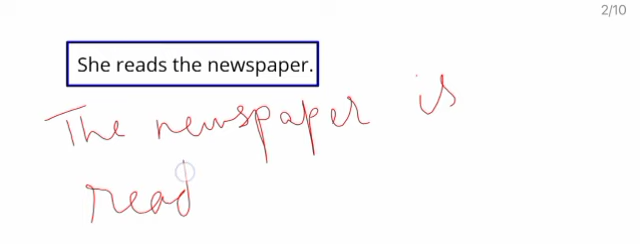 2/10
She reads the newspaper.
The newspaper is
read